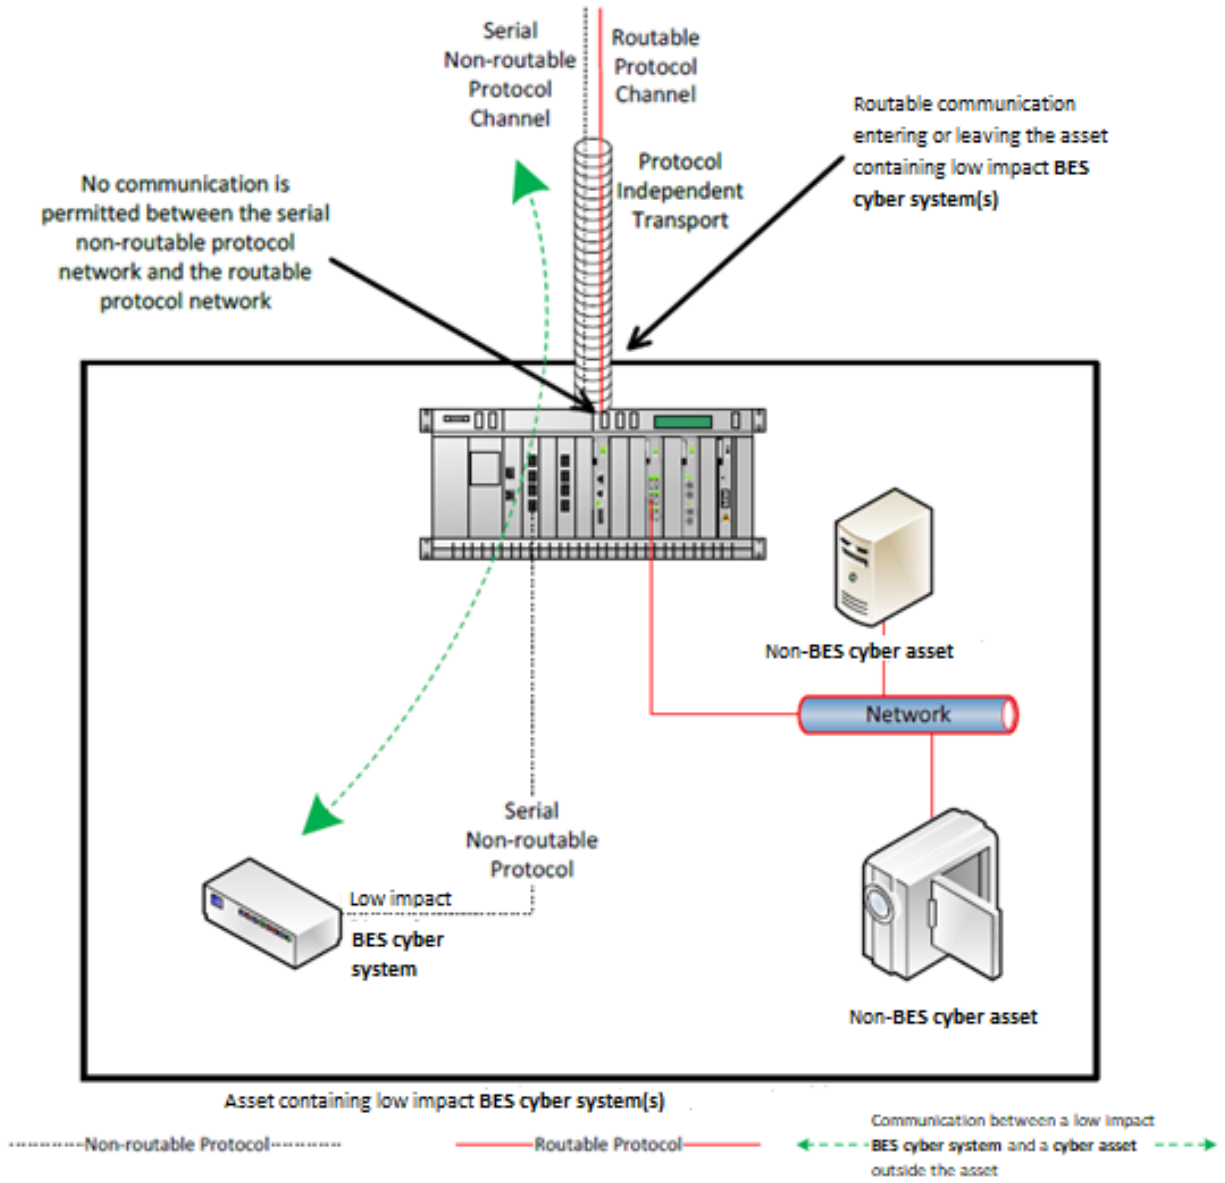 Serial
Non-routable
Protocol
Channel
Routable
Protocol
Channel
Routable communication
entering or leaving the asset
containing low impact BES
cyber system(s)
Protocol
Independent
Transport
No communication is
permitted between the serial
non-routable protocol
network and the routable
protocol network
Non-BES cyber asset
Network
Serial
Non-routable
Protocol
Low impact
BES cyber
system
Non-BES cyber asset
Asset containing low impact BES cyber system(s)
Non-routable Protocol
Routable Protocol
Communication between a low impact
BES cyber system and a cyber asset
outside the asset